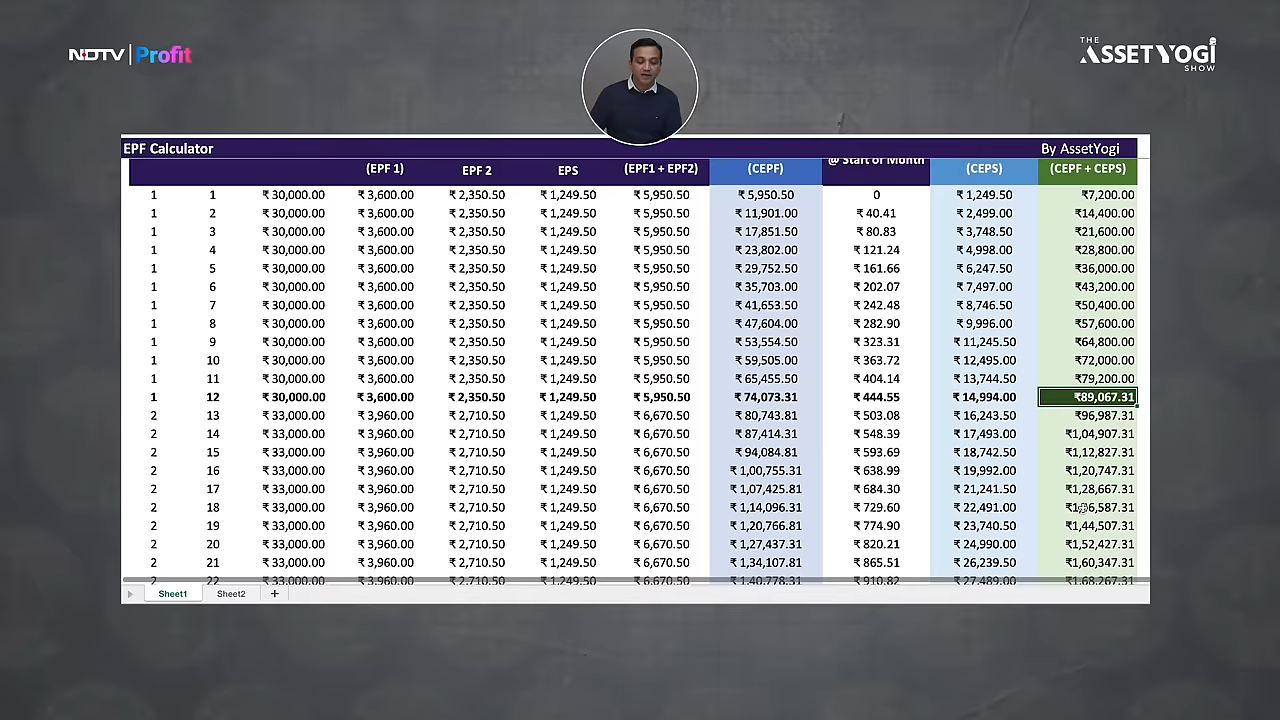 NDTV Profit
THE
ASSETYOGI
SHOW
EPF Calculator By AssetYogi
(EPF 1) EPF 2 EPS (EPF1 + EPF2) (CEPF) @ Start of Month (CEPS) (CEPF + CEPS)
1 1 ₹ 30,000.00 ₹ 3,600.00 ₹ 2,350.50 ₹ 1,249.50 ₹ 5,950.50 ₹ 5,950.50 0 ₹ 1,249.50 ₹7,200.00
1 2 ₹ 30,000.00 ₹ 3,600.00 ₹ 2,350.50 ₹ 1,249.50 ₹ 5,950.50 ₹ 11,901.00 ₹ 40.41 ₹ 2,499.00 ₹14,400.00
1 3 ₹ 30,000.00 ₹ 3,600.00 ₹ 2,350.50 ₹ 1,249.50 ₹ 5,950.50 ₹ 17,851.50 ₹ 80.83 ₹ 3,748.50 ₹21,600.00
1 4 ₹ 30,000.00 ₹ 3,600.00 ₹ 2,350.50 ₹ 1,249.50 ₹ 5,950.50 ₹ 23,802.00 ₹ 121.24 ₹ 4,998.00 ₹28,800.00
1 5 ₹ 30,000.00 ₹ 3,600.00 ₹ 2,350.50 ₹ 1,249.50 ₹ 5,950.50 ₹ 29,752.50 ₹ 161.66 ₹ 6,247.50 ₹36,000.00
1 6 ₹ 30,000.00 ₹ 3,600.00 ₹ 2,350.50 ₹ 1,249.50 ₹ 5,950.50 ₹ 35,703.00 ₹ 202.07 ₹ 7,497.00 ₹43,200.00
1 7 ₹ 30,000.00 ₹ 3,600.00 ₹ 2,350.50 ₹ 1,249.50 ₹ 5,950.50 ₹ 41,653.50 ₹ 242.48 ₹ 8,746.50 ₹50,400.00
1 8 ₹ 30,000.00 ₹ 3,600.00 ₹ 2,350.50 ₹ 1,249.50 ₹ 5,950.50 ₹ 47,604.00 ₹ 282.90 ₹ 9,996.00 ₹57,600.00
1 9 ₹ 30,000.00 ₹ 3,600.00 ₹ 2,350.50 ₹ 1,249.50 ₹ 5,950.50 ₹ 53,554.50 ₹ 323.31 ₹ 11,245.50 ₹64,800.00
1 10 ₹ 30,000.00 ₹ 3,600.00 ₹ 2,350.50 ₹ 1,249.50 ₹ 5,950.50 ₹ 59,505.00 ₹ 363.72 ₹ 12,495.00 ₹72,000.00
1 11 ₹ 30,000.00 ₹ 3,600.00 ₹ 2,350.50 ₹ 1,249.50 ₹ 5,950.50 ₹ 65,455.50 ₹ 404.14 ₹ 13,744.50 ₹79,200.00
1 12 ₹ 30,000.00 ₹ 3,600.00 ₹ 2,350.50 ₹ 1,249.50 ₹ 5,950.50 ₹ 74,073.31 ₹ 444.55 ₹ 14,994.00 ₹89,067.31
2 13 ₹ 33,000.00 ₹ 3,960.00 ₹ 2,710.50 ₹ 1,249.50 ₹ 6,670.50 ₹ 80,743.81 ₹ 503.08 ₹ 16,243.50 ₹96,987.31
2 14 ₹ 33,000.00 ₹ 3,960.00 ₹ 2,710.50 ₹ 1,249.50 ₹ 6,670.50 ₹ 87,414.31 ₹ 548.39 ₹ 17,493.00 ₹1,04,907.31
2 15 ₹ 33,000.00 ₹ 3,960.00 ₹ 2,710.50 ₹ 1,249.50 ₹ 6,670.50 ₹ 94,084.81 ₹ 593.69 ₹ 18,742.50 ₹1,12,827.31
2 16 ₹ 33,000.00 ₹ 3,960.00 ₹ 2,710.50 ₹ 1,249.50 ₹ 6,670.50 ₹ 1,00,755.31 ₹ 638.99 ₹ 19,992.00 ₹1,20,747.31
2 17 ₹ 33,000.00 ₹ 3,960.00 ₹ 2,710.50 ₹ 1,249.50 ₹ 6,670.50 ₹ 1,07,425.81 ₹ 684.30 ₹ 21,241.50 ₹1,28,667.31
2 18 ₹ 33,000.00 ₹ 3,960.00 ₹ 2,710.50 ₹ 1,249.50 ₹ 6,670.50 ₹ 1,14,096.31 ₹ 729.60 ₹ 22,491.00
2 19 ₹ 33,000.00 ₹ 3,960.00 ₹ 2,710.50 ₹ 1,249.50 ₹ 6,670.50 ₹ 1,20,766.81 ₹ 774.90 ₹ 23,740.50 ₹1,44,507.31
2 20 ₹ 33,000.00 ₹ 3,960.00 ₹ 2,710.50 ₹ 1,249.50 ₹ 6,670.50 ₹ 1,27,437.31 ₹ 820.21 ₹ 24,990.00 ₹1,52,427.31
2 21 ₹ 33,000.00 ₹ 3,960.00 ₹ 2,710.50 ₹ 1,249.50 ₹ 6,670.50 ₹ 1,34,107.81 ₹ 865.51 ₹ 26,239.50 ₹1,60,347.31
2 22 ₹ 33,000.00 ₹ 3,960.00 ₹ 2,710.50 ₹ 1,249.50 ₹ 6,670.50 ₹ 1,40,778.31 ₹ 910.82 ₹ 27,489.00 ₹1,68,267.31
Sheet1 Sheet2 +